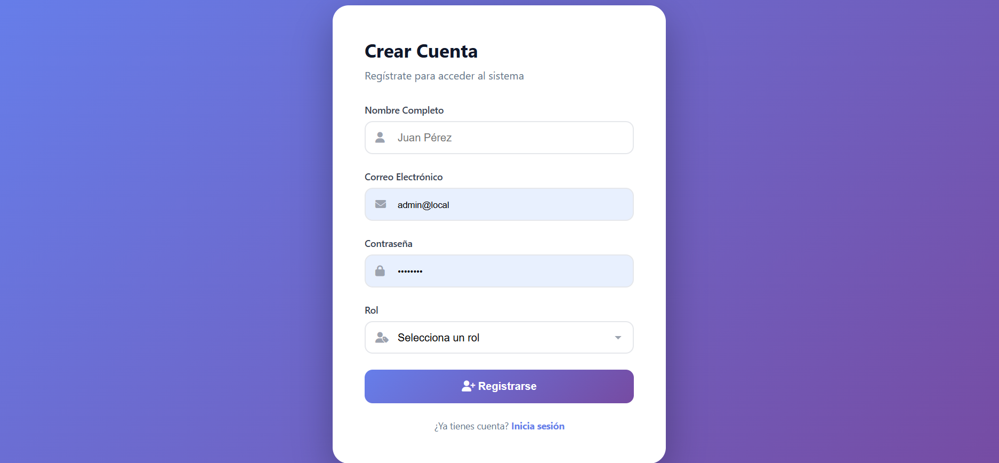 Crear Cuenta
Regístrate para acceder al sistema
Nombre Completo
Juan Pérez
Correo Electrónico
admin@local
Contraseña
••••••••
Rol
Selecciona un rol
Registrarse
¿Ya tienes cuenta? Inicia sesión